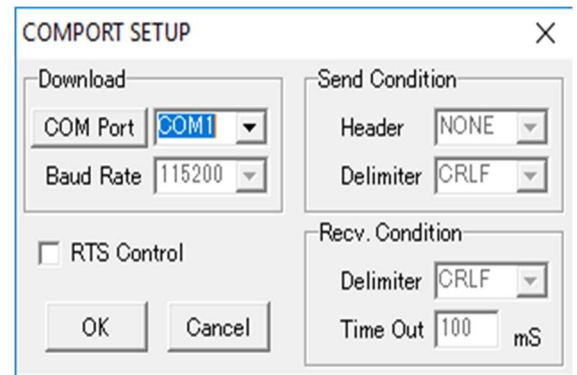 COMPORT SETUP
Download
COM Port COM1
Baud Rate 115200
RTS Control
OK Cancel
Send Condition
Header NONE
Delimiter CRLF
Recv. Condition
Delimiter CRLF
Time Out 100 mS